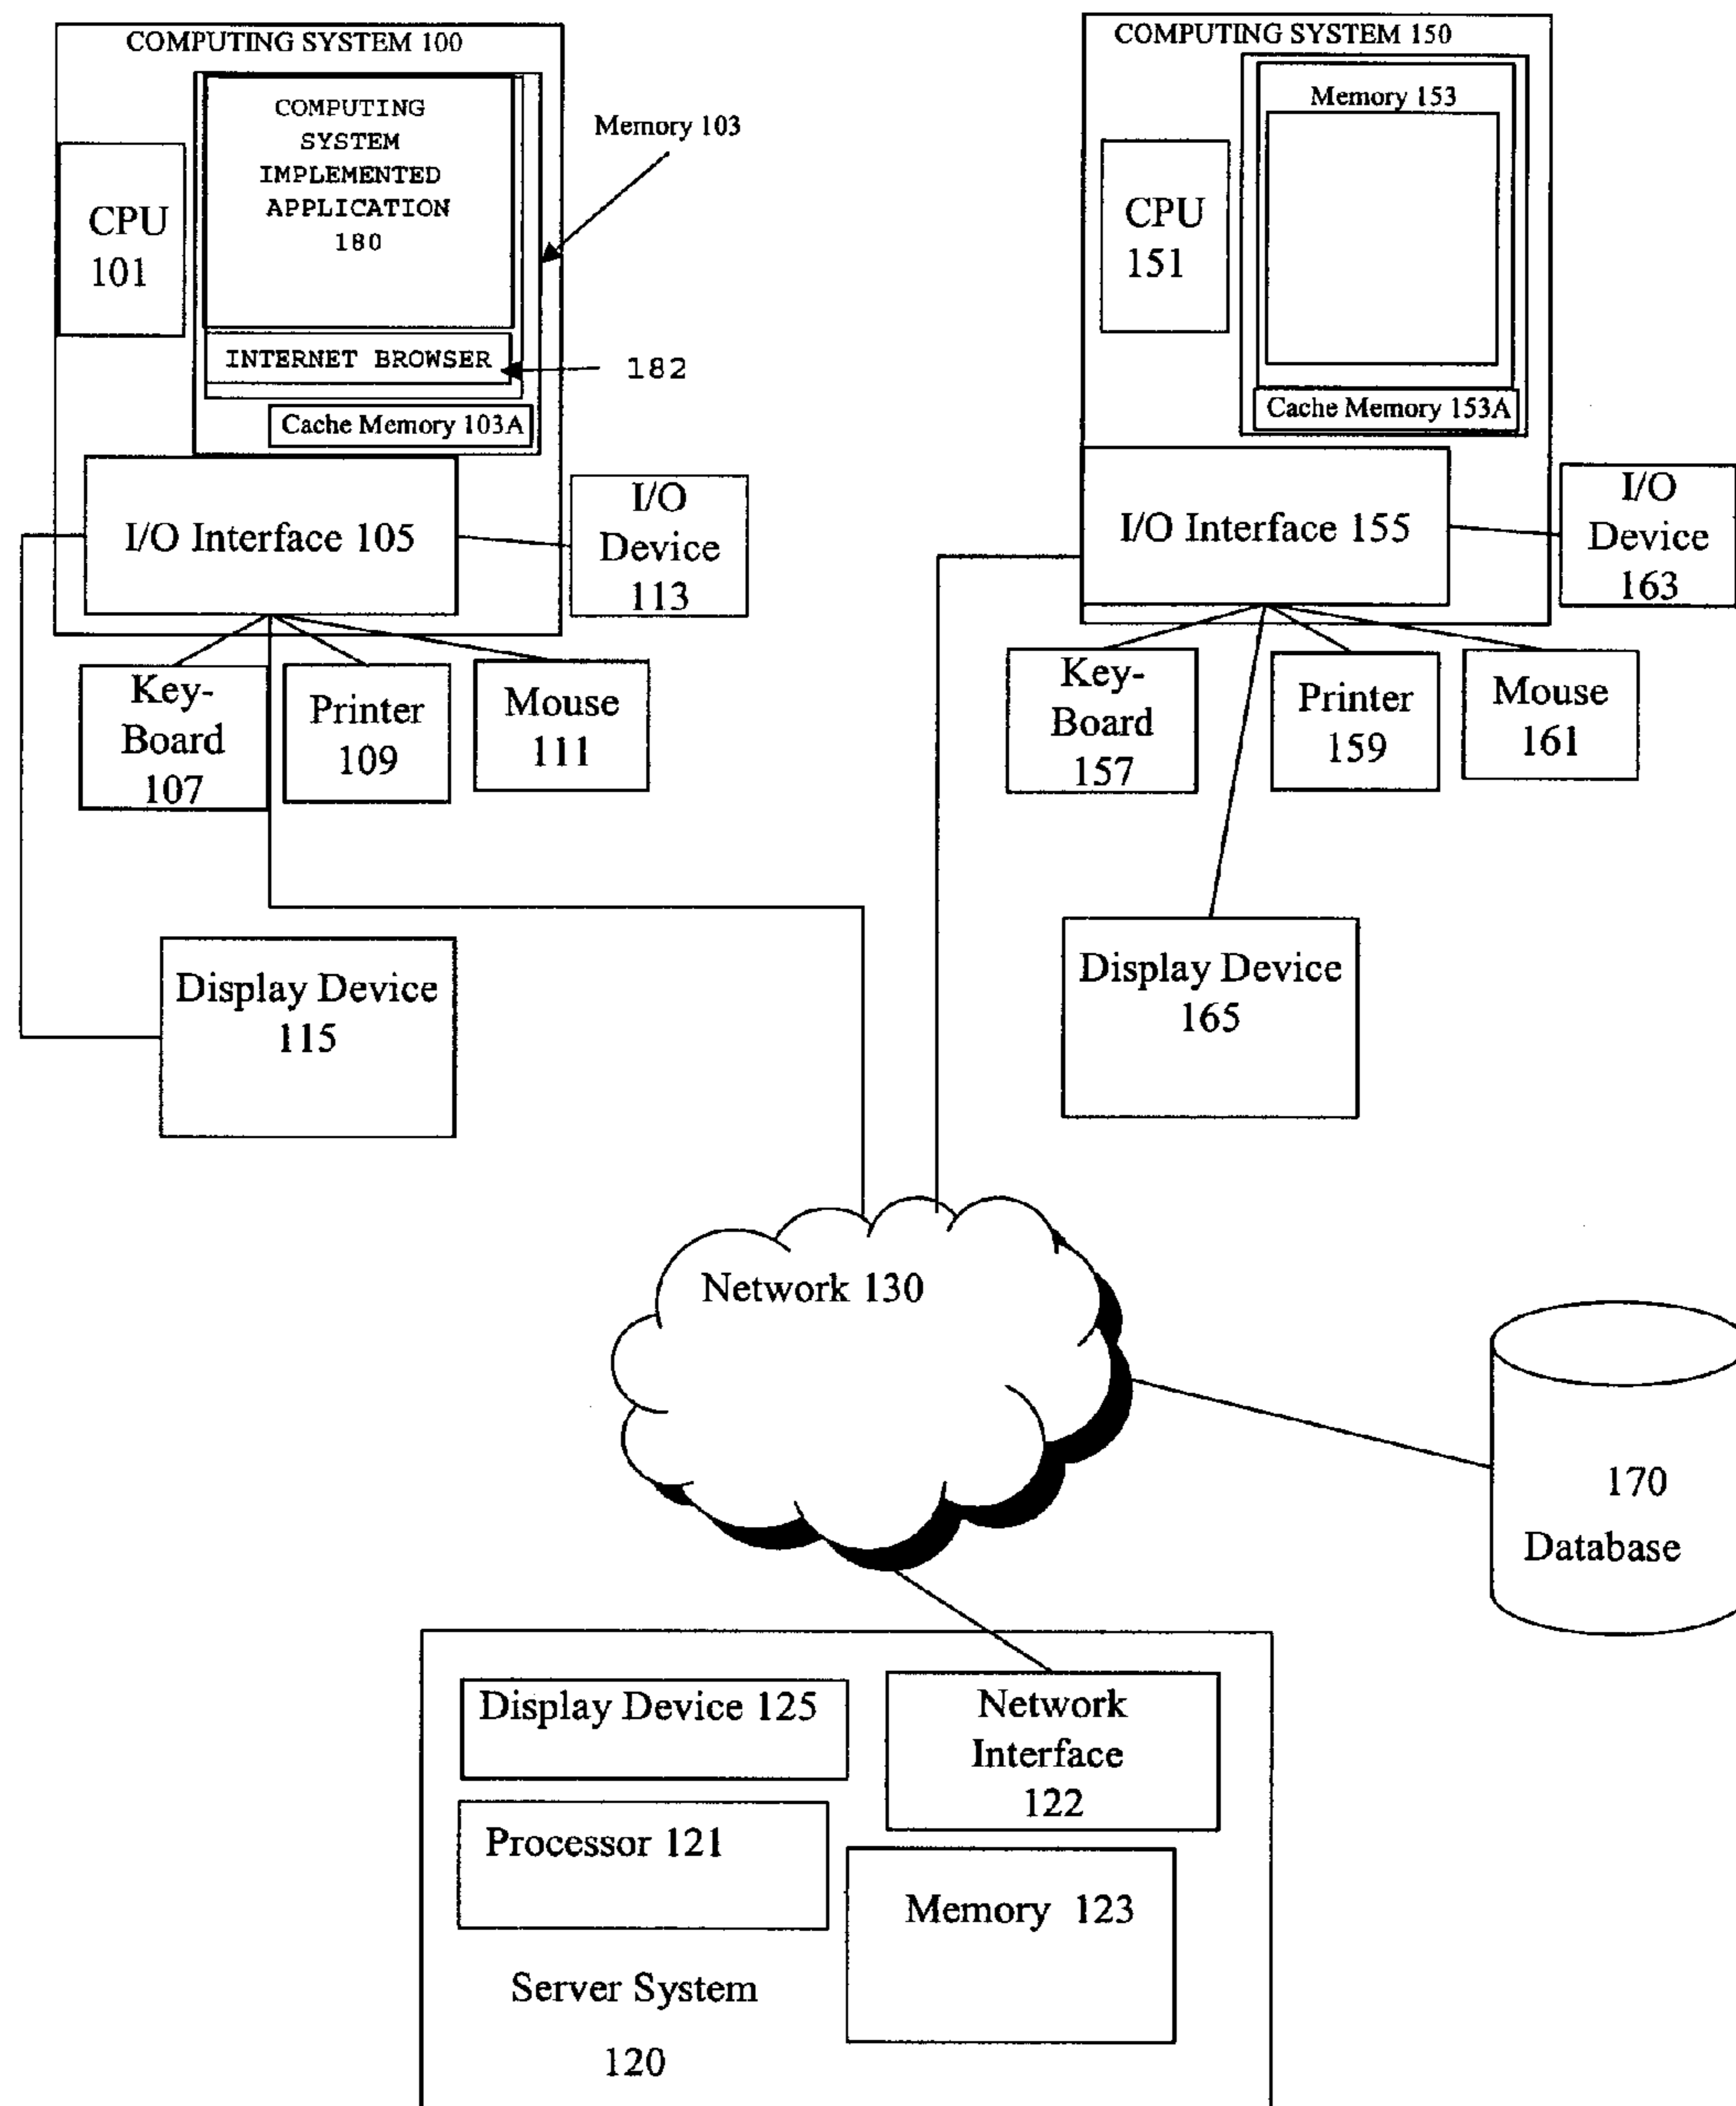 COMPUTING SYSTEM 100
COMPUTING
SYSTEM
IMPLEMENTED
APPLICATION
180
Memory 103
CPU
101
INTERNET BROWSER
182
Cache Memory 103A
I/O Interface 105
I/O
Device
113
Key-
Board
107
Printer
109
Mouse
111
Display Device
115
COMPUTING SYSTEM 150
Memory 153
CPU
151
Cache Memory 153A
I/O Interface 155
I/O
Device
163
Key-
Board
157
Printer
159
Mouse
161
Display Device
165
Network 130
170
Database
Display Device 125
Network
Interface
122
Processor 121
Memory 123
Server System
120